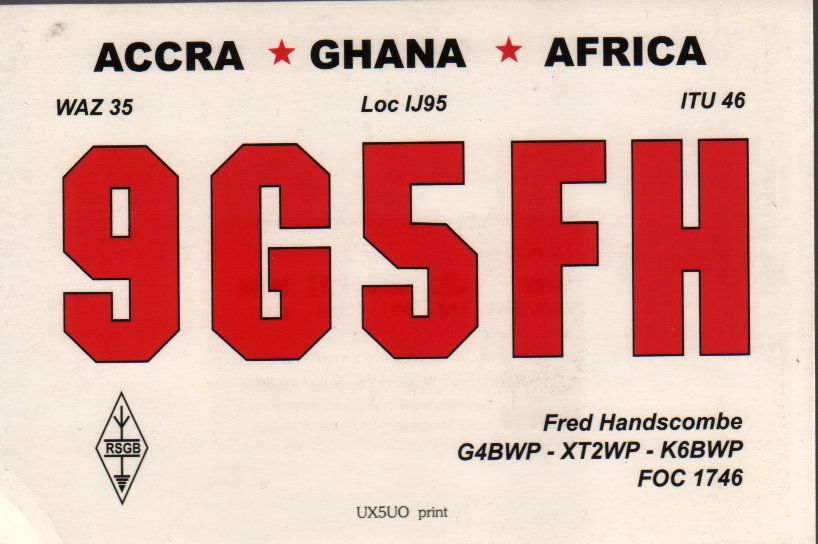 ACCRA ★ GHANA ★ AFRICA
WAZ 35 Loc IJ95 ITU 46
9G5FH
RSGB
Fred Handscombe
G4BWP - XT2WP - K6BWP
FOC 1746
UX5UO print